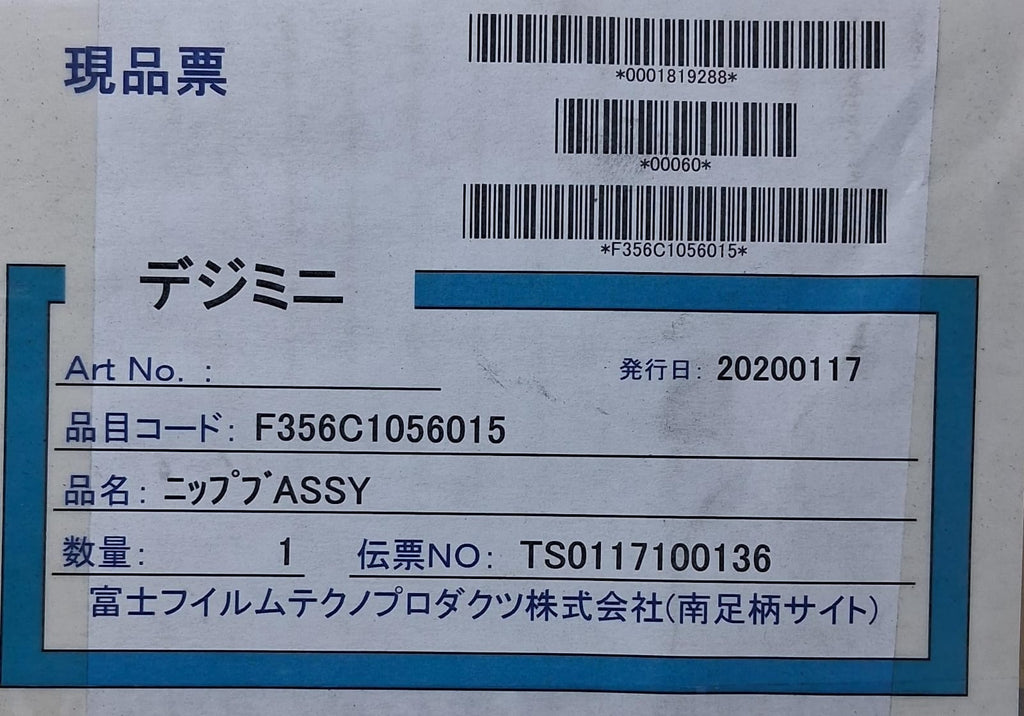 現品票
*0001819288*
*00060*
*F356C1056015*
デジミニ
Art No. :
発行日: 20200117
品目コード: F356C1056015
品名: ニップブASSY
数量: 1 伝票NO: TS0117100136
富士フイルムテクノプロダクツ株式会社(南足柄サイト)